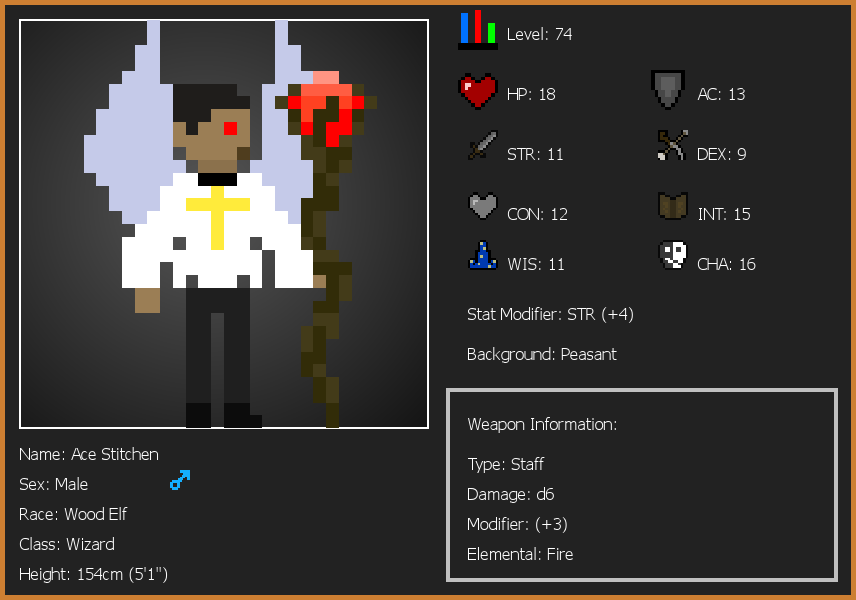 Level: 74
HP: 18
AC: 13
STR: 11
DEX: 9
CON: 12
INT: 15
WIS: 11
CHA: 16
Stat Modifier: STR (+4)
Background: Peasant
Weapon Information:
Type: Staff
Damage: d6
Modifier: (+3)
Elemental: Fire
Name: Ace Stitchen
Sex: Male
Race: Wood Elf
Class: Wizard
Height: 154cm (5'1")